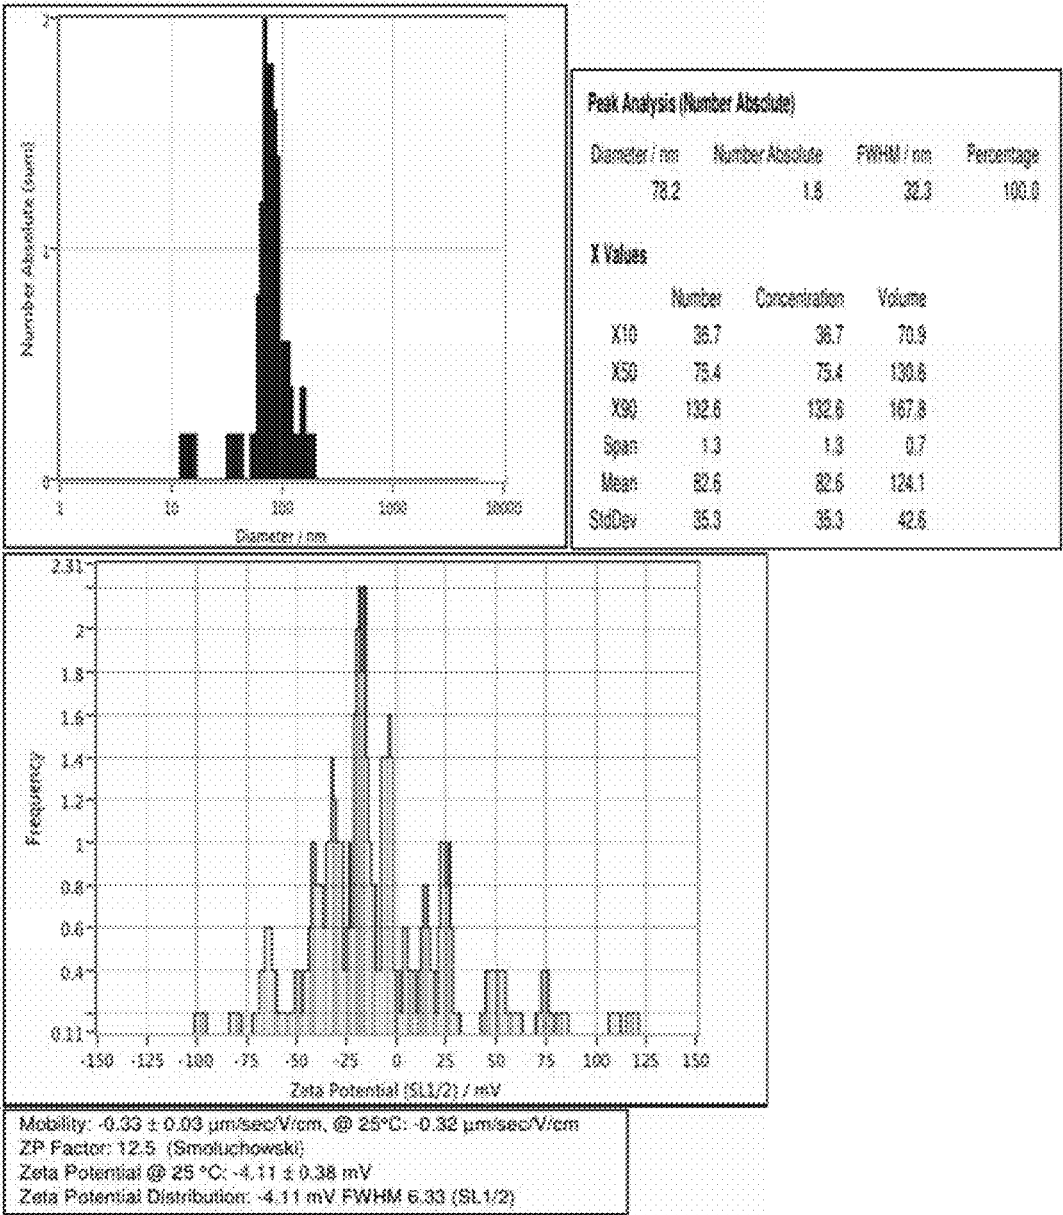 2
1
0
Number Absolute (sum)
1 10 100 1000 10000
Diameter / nm
Peak Analysis (Number Absolute)
Diameter / nm Number Absolute FWHM / nm Percentage
78.2 32.3 100.0
X Values
Number Concentration Volume
X10 36.7 36.7 70.9
X50 75.4 75.4 130.6
X90 132.6 132.6 167.8
Span 1.3 1.3 0.7
Mean 82.6 82.6 124.1
StdDev 35.3 35.3 42.6
2.31
2
1.8
1.6
1.4
1.2
1
0.8
0.6
0.4
0.11
Frequency
-150 -125 -100 -75 -50 -25 0 25 50 75 100 125 150
Zeta Potential (SL1/2) / mV
Mobility: -0.33 ± 0.03 µm/sec/V/cm, @ 25°C: -0.32 µm/sec/V/cm
ZP Factor: 12.5 (Smoluchowski)
Zeta Potential @ 25 °C: -4.11 ± 0.38 mV
Zeta Potential Distribution: -4.11 mV FWHM 6.33 (SL1/2)